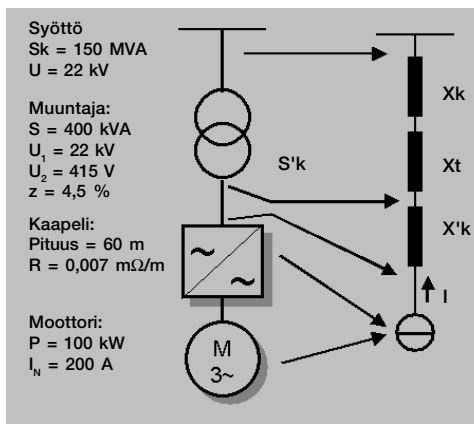 Syöttö
Sk = 150 MVA
U = 22 kV
Muuntaja:
S = 400 kVA
U₁ = 22 kV
U₂ = 415 V
z = 4,5 %
Kaapeli:
Pituus = 60 m
R = 0,007 mΩ/m
Moottori:
P = 100 kW
I_N = 200 A
S'k
~
~
M
3~
Xk
Xt
X'k
I